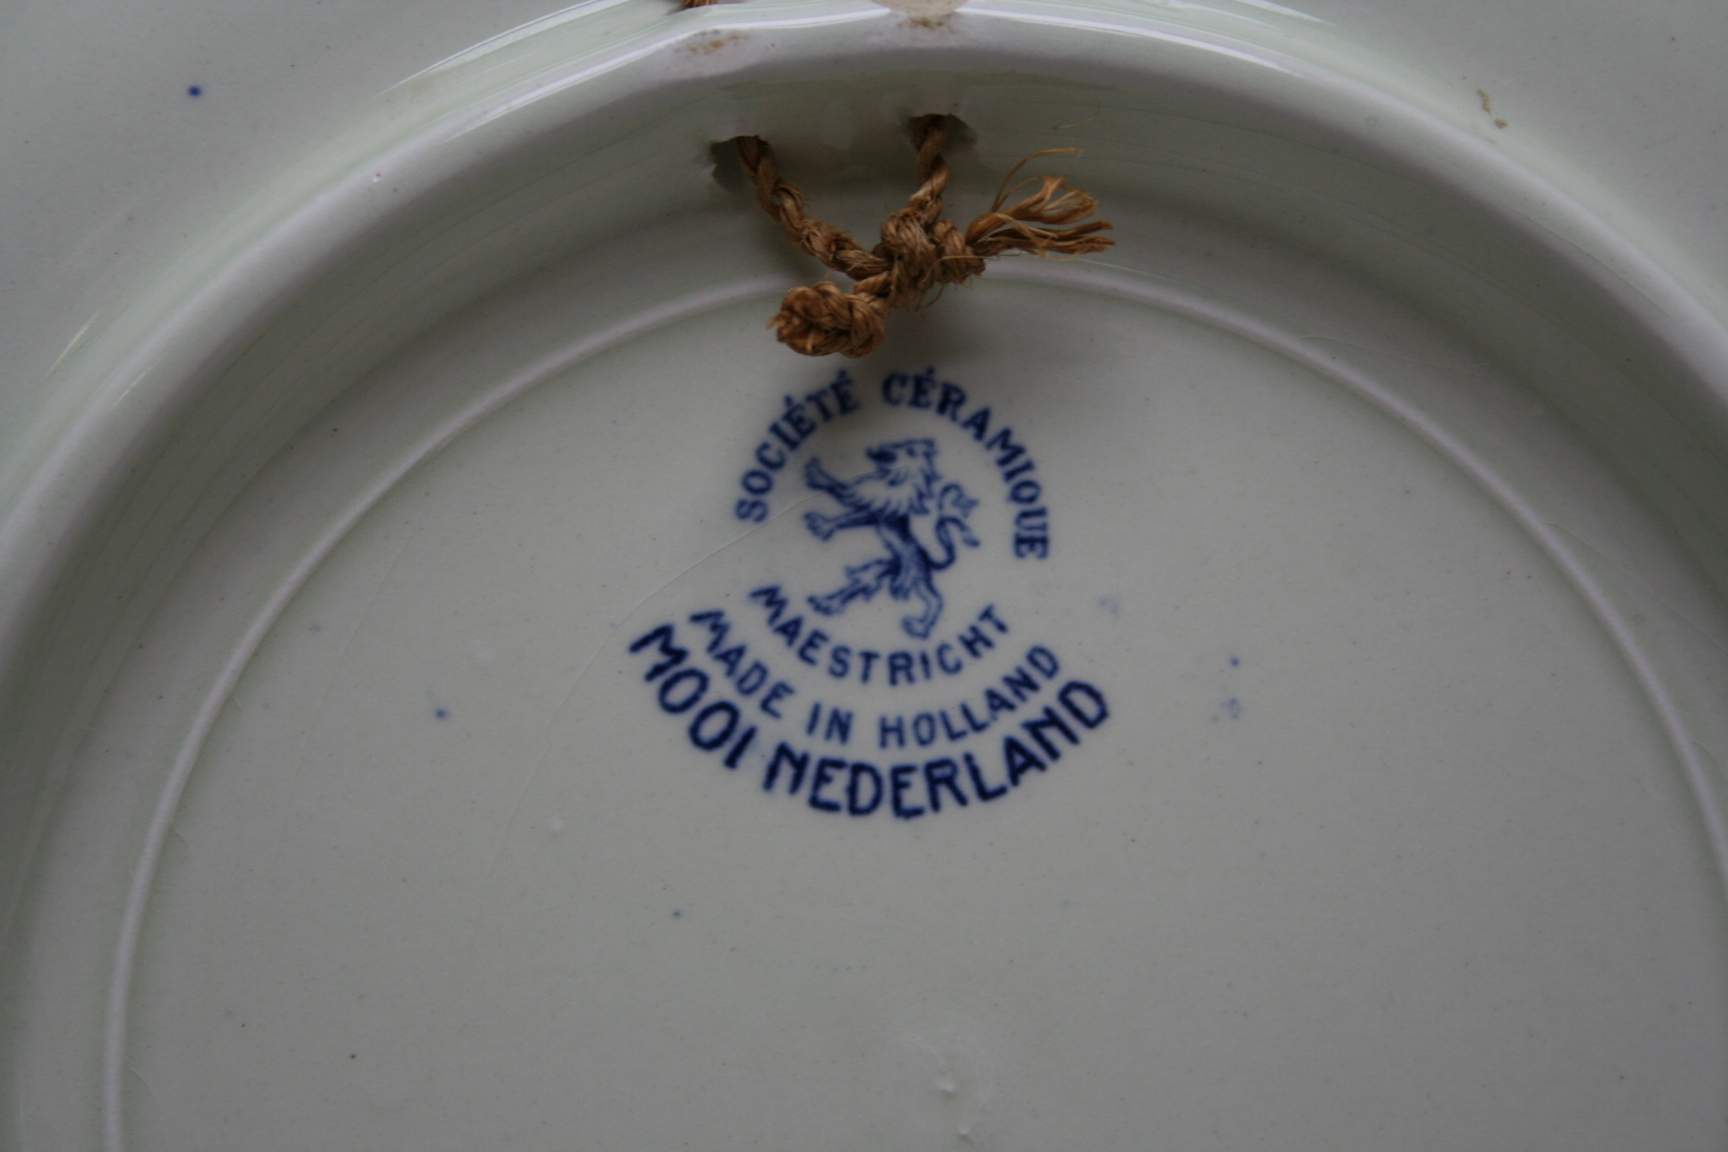 SOCIÉTÉ CÉRAMIQUE
MAESTRICHT
MADE IN HOLLAND
MOOI NEDERLAND